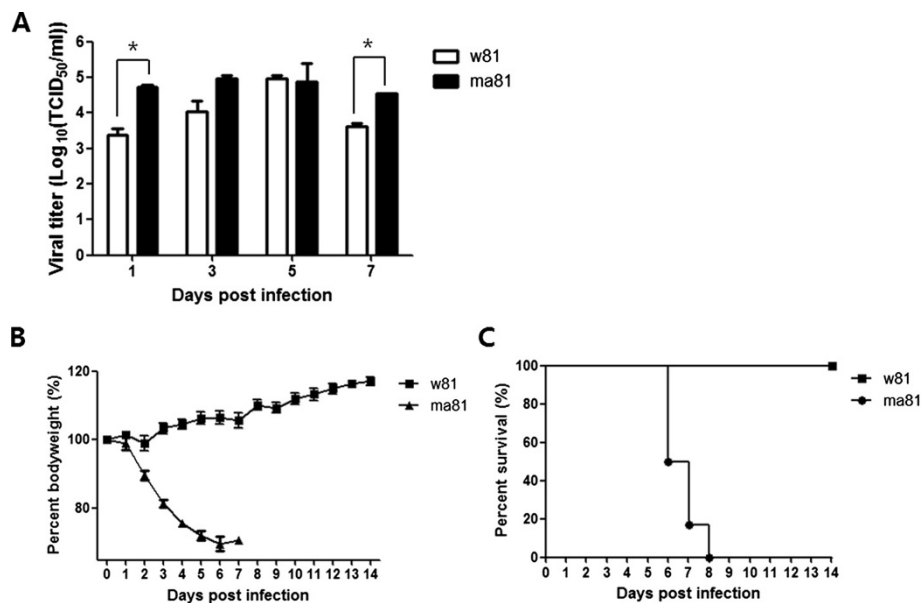 A
Viral titer (Log10(TCID50/ml))
6
5
4
3
2
1
0
*
*
w81
ma81
1 3 5 7
Days post infection
B
Percent bodyweight (%)
120
100
80
w81
ma81
0 1 2 3 4 5 6 7 8 9 10 11 12 13 14
Days post infection
C
Percent survival (%)
100
80
60
40
20
0
w81
ma81
0 1 2 3 4 5 6 7 8 9 10 11 12 13 14
Days post infection